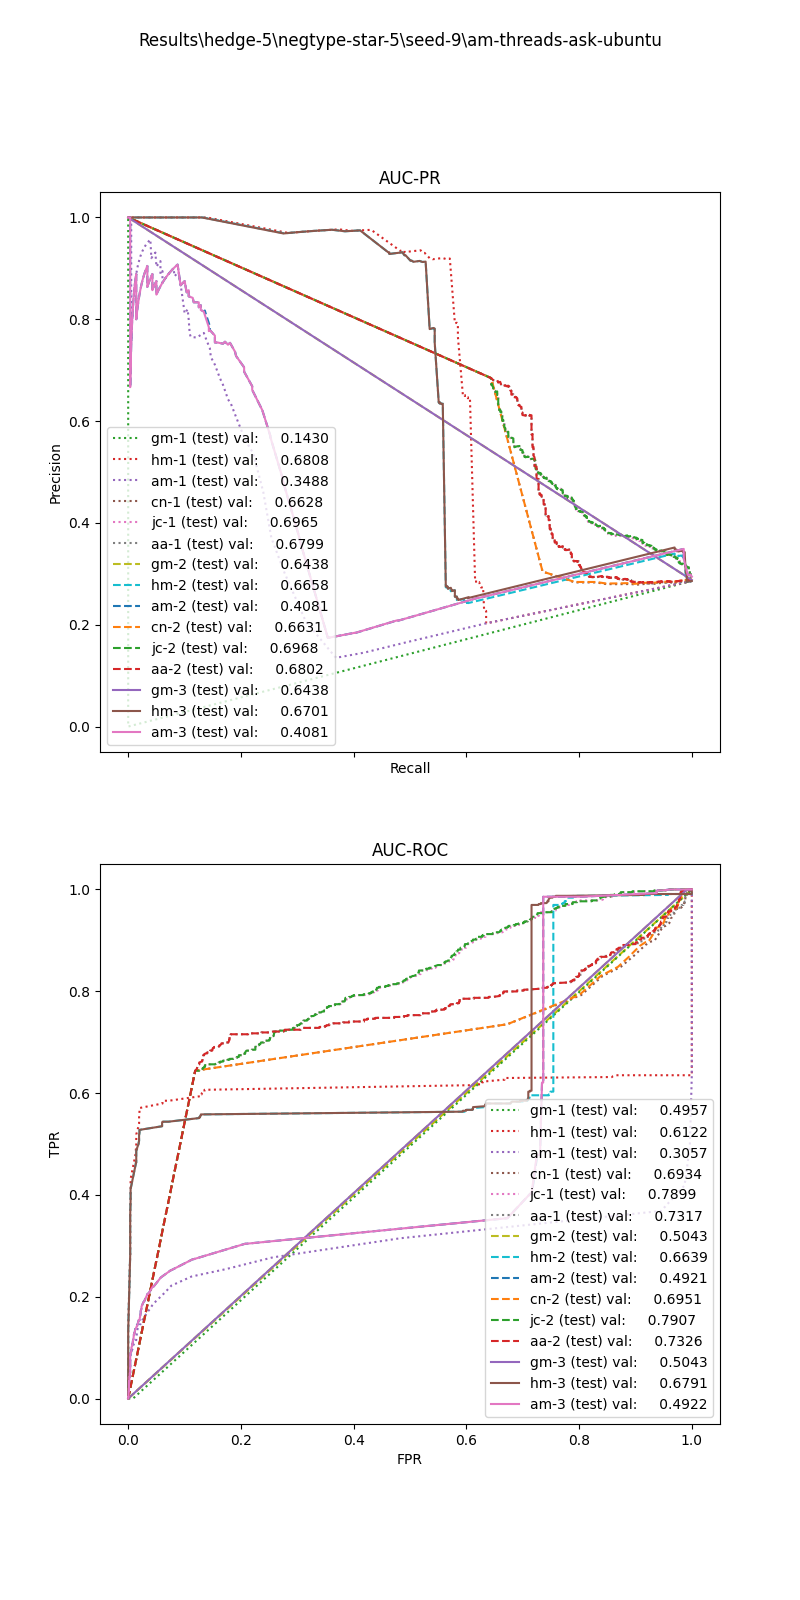 Results\hedge-5\negtype-star-5\seed-9\am-threads-ask-ubuntu
AUC-PR
1.0
0.8
0.6
0.4
0.2
0.0
Precision
gm-1 (test) val: 0.1430
hm-1 (test) val: 0.6808
am-1 (test) val: 0.3488
cn-1 (test) val: 0.6628
jc-1 (test) val: 0.6965
aa-1 (test) val: 0.6799
gm-2 (test) val: 0.6438
hm-2 (test) val: 0.6658
am-2 (test) val: 0.4081
cn-2 (test) val: 0.6631
jc-2 (test) val: 0.6968
aa-2 (test) val: 0.6802
gm-3 (test) val: 0.6438
hm-3 (test) val: 0.6701
am-3 (test) val: 0.4081
Recall
AUC-ROC
1.0
0.8
0.6
0.4
0.2
0.0
TPR
gm-1 (test) val: 0.4957
hm-1 (test) val: 0.6122
am-1 (test) val: 0.3057
cn-1 (test) val: 0.6934
jc-1 (test) val: 0.7899
aa-1 (test) val: 0.7317
gm-2 (test) val: 0.5043
hm-2 (test) val: 0.6639
am-2 (test) val: 0.4921
cn-2 (test) val: 0.6951
jc-2 (test) val: 0.7907
aa-2 (test) val: 0.7326
gm-3 (test) val: 0.5043
hm-3 (test) val: 0.6791
am-3 (test) val: 0.4922
0.0 0.2 0.4 0.6 0.8 1.0
FPR